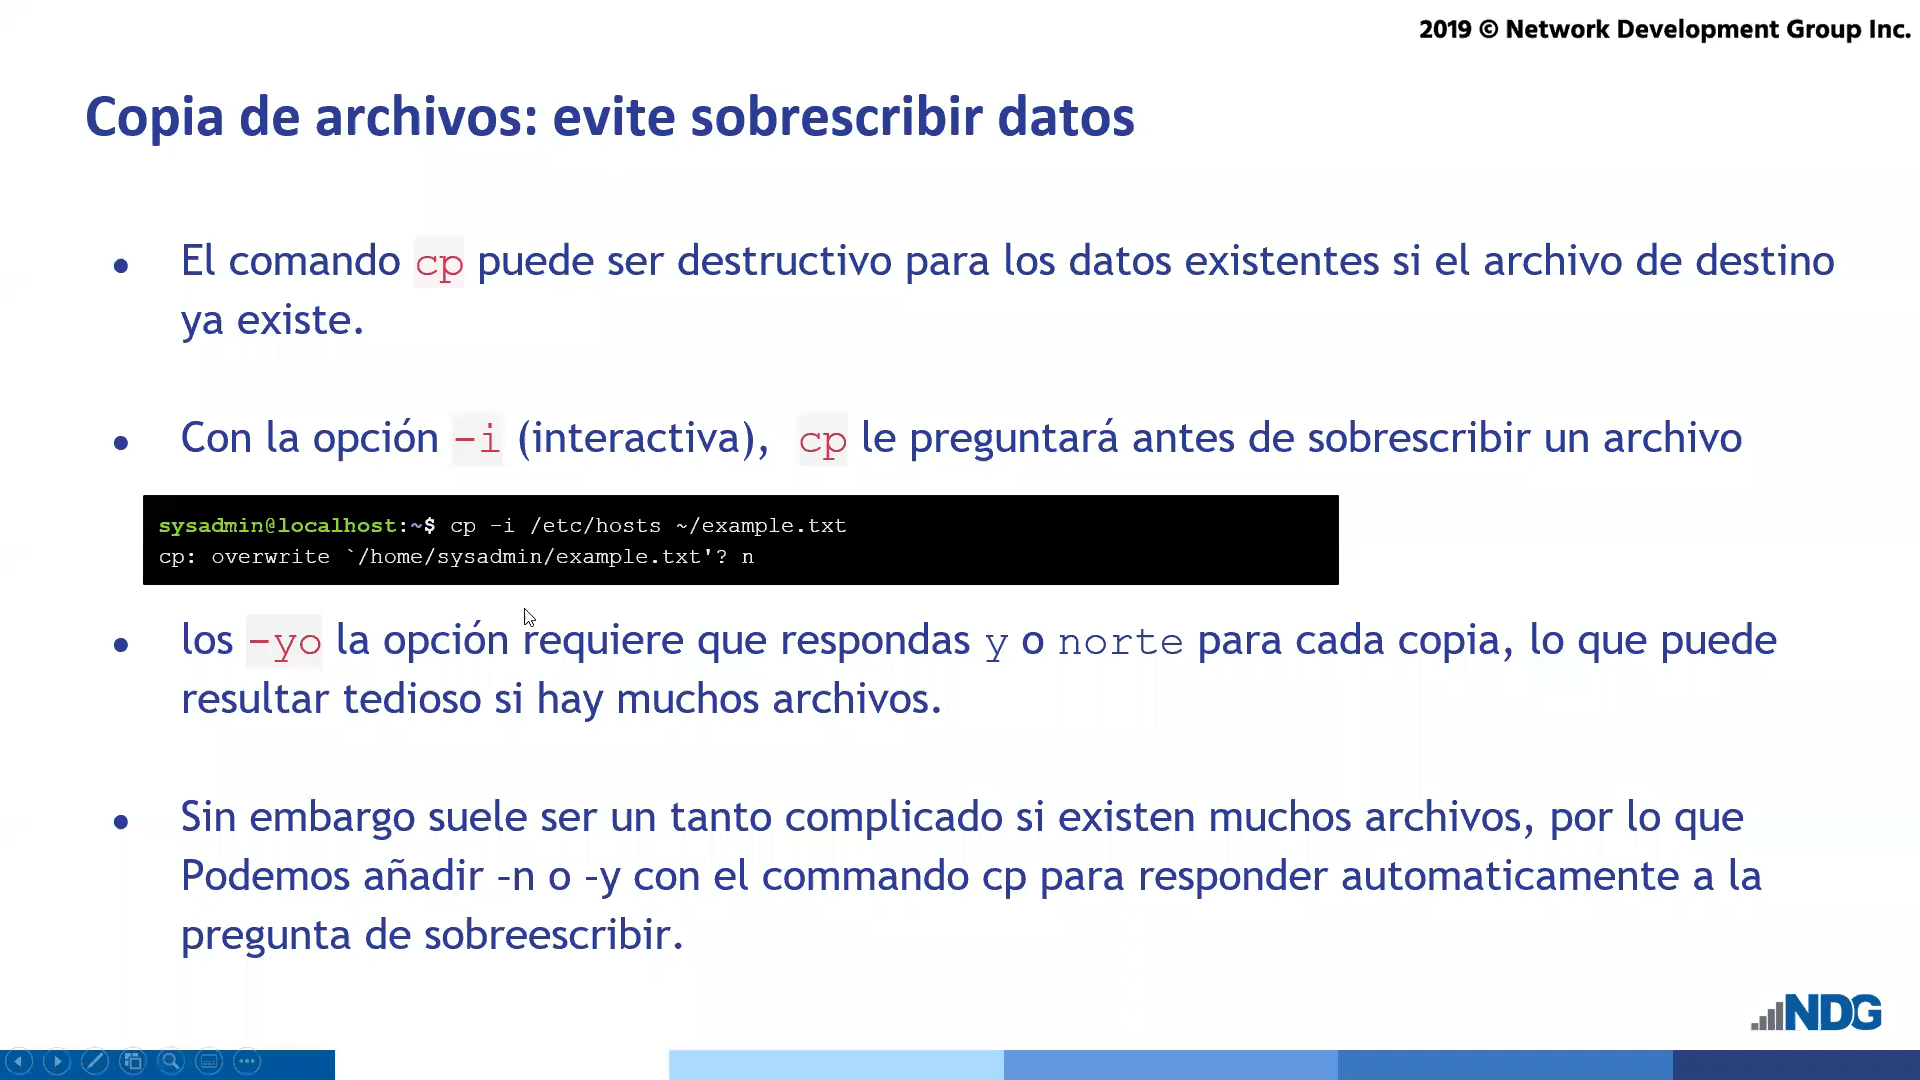 2019 © Network Development Group Inc.
Copia de archivos: evite sobrescribir datos
• El comando cp puede ser destructivo para los datos existentes si el archivo de destino
ya existe.
• Con la opción -i (interactiva), cp le preguntará antes de sobrescribir un archivo
sysadmin@localhost:~$ cp -i /etc/hosts ~/example.txt
cp: overwrite `/home/sysadmin/example.txt'? n
• los -yo la opción requiere que respondas y o norte para cada copia, lo que puede
resultar tedioso si hay muchos archivos.
• Sin embargo suele ser un tanto complicado si existen muchos archivos, por lo que
Podemos añadir -n o -y con el commando cp para responder automaticamente a la
pregunta de sobreescribir.
NDG